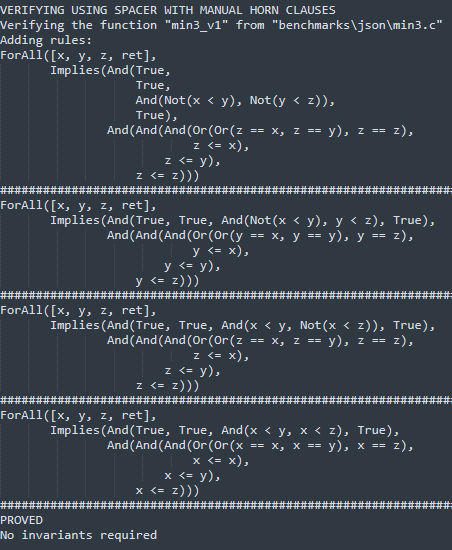 VERIFYING USING SPACER WITH MANUAL HORN CLAUSES
Verifying the function "min3_v1" from "benchmarks\json\min3.c"
Adding rules:
ForAll([x, y, z, ret],
       Implies(And(True,
                   True,
                   And(Not(x < y), Not(y < z)),
                   True),
               And(And(And(Or(Or(z == x, z == y), z == z),
                           z <= x),
                       z <= y),
                   z <= z)))
################################################################
ForAll([x, y, z, ret],
       Implies(And(True, True, And(Not(x < y), y < z), True),
               And(And(And(Or(Or(y == x, y == y), y == z),
                           y <= x),
                       y <= y),
                   y <= z)))
################################################################
ForAll([x, y, z, ret],
       Implies(And(True, True, And(x < y, Not(x < z)), True),
               And(And(And(Or(Or(z == x, z == y), z == z),
                           z <= x),
                       z <= y),
                   z <= z)))
################################################################
ForAll([x, y, z, ret],
       Implies(And(True, True, And(x < y, x < z), True),
               And(And(And(Or(Or(x == x, x == y), x == z),
                           x <= x),
                       x <= y),
                   x <= z)))
################################################################
PROVED
No invariants required